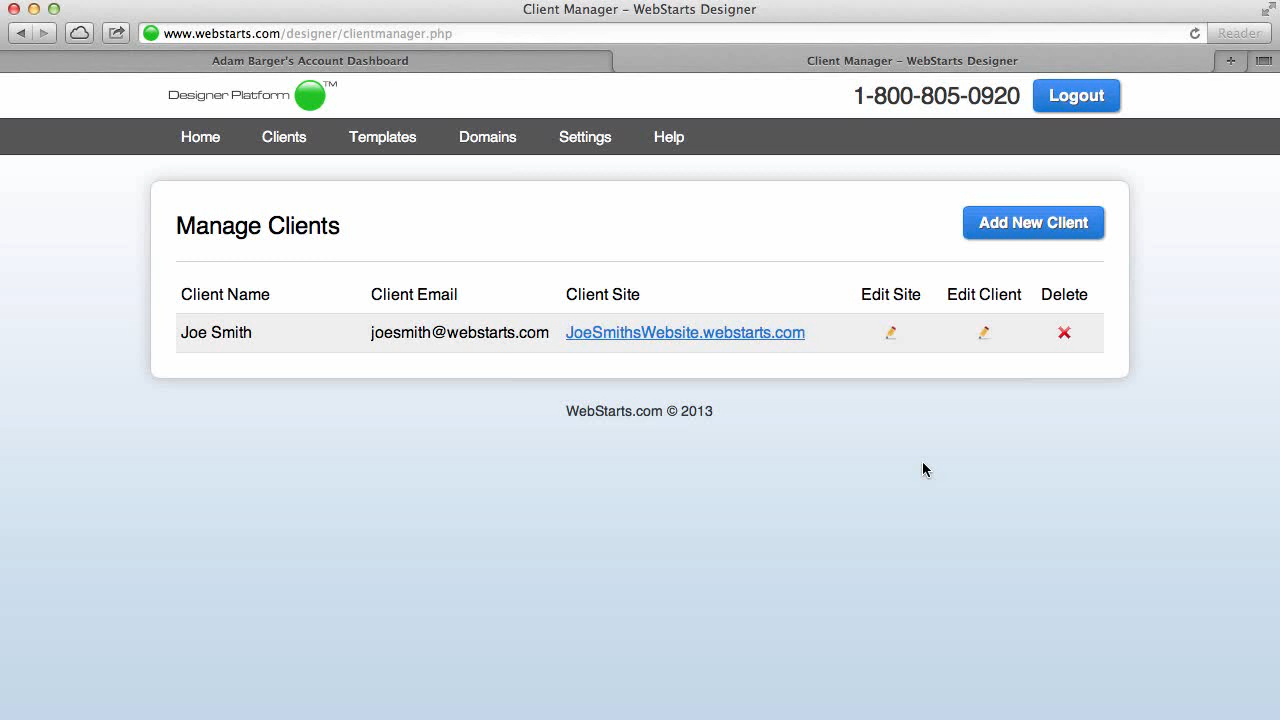 Client Manager – WebStarts Designer
www.webstarts.com/designer/clientmanager.php
Reader
Adam Barger's Account Dashboard
Client Manager – WebStarts Designer
+
Designer Platform TM
1-800-805-0920
Logout
Home Clients Templates Domains Settings Help
Manage Clients
Add New Client
Client Name Client Email Client Site Edit Site Edit Client Delete
Joe Smith joesmith@webstarts.com JoeSmithsWebsite.webstarts.com
WebStarts.com © 2013